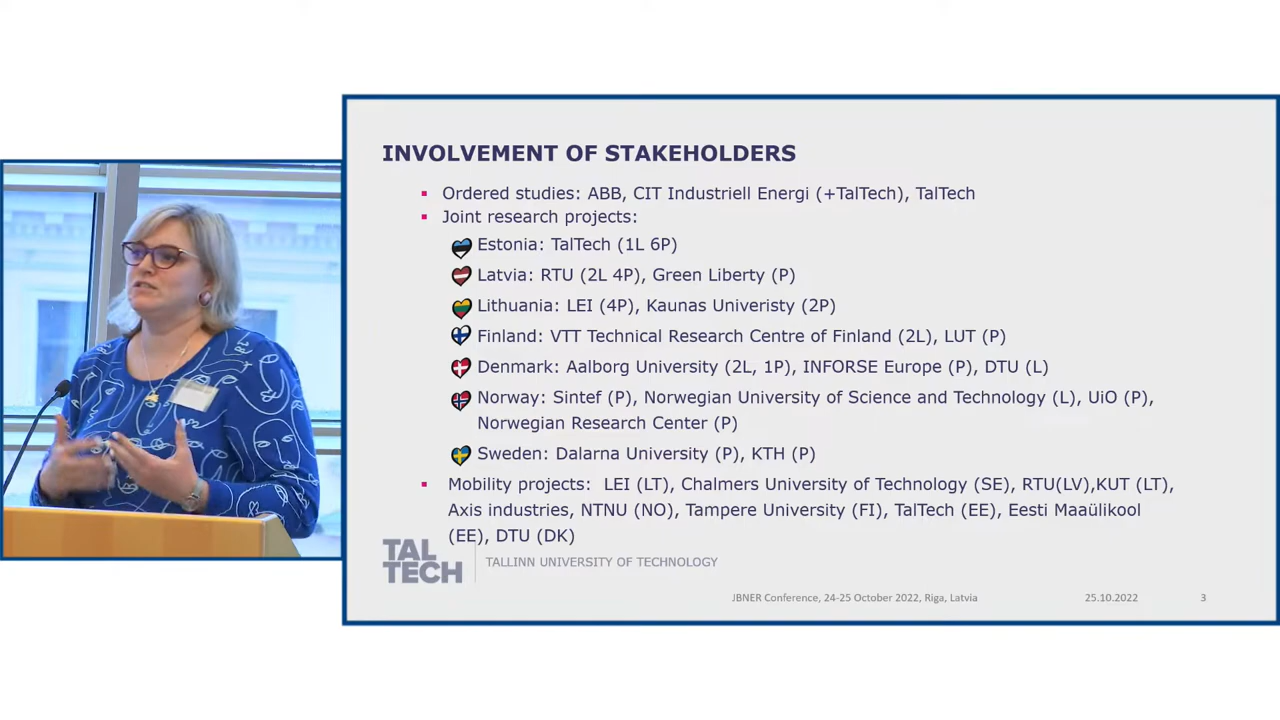 INVOLVEMENT OF STAKEHOLDERS
▪ Ordered studies: ABB, CIT Industriell Energi (+TalTech), TalTech
▪ Joint research projects:
Estonia: TalTech (1L 6P)
Latvia: RTU (2L 4P), Green Liberty (P)
Lithuania: LEI (4P), Kaunas Univeristy (2P)
Finland: VTT Technical Research Centre of Finland (2L), LUT (P)
Denmark: Aalborg University (2L, 1P), INFORSE Europe (P), DTU (L)
Norway: Sintef (P), Norwegian University of Science and Technology (L), UiO (P),
Norwegian Research Center (P)
Sweden: Dalarna University (P), KTH (P)
▪ Mobility projects: LEI (LT), Chalmers University of Technology (SE), RTU(LV),KUT (LT),
Axis industries, NTNU (NO), Tampere University (FI), TalTech (EE), Eesti Maaülikool
(EE), DTU (DK)
TAL
TECH
TALLINN UNIVERSITY OF TECHNOLOGY
JBNER Conference, 24-25 October 2022, Riga, Latvia
25.10.2022
3